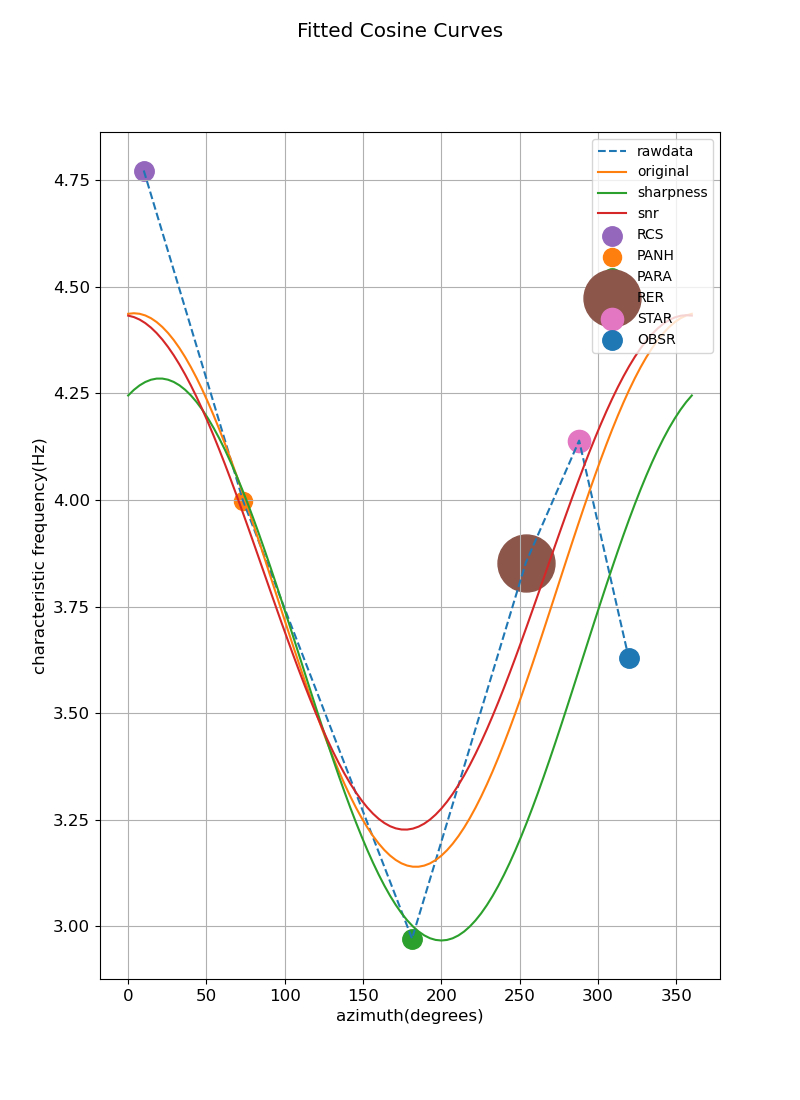 Fitted Cosine Curves
characteristic frequency(Hz)
4.75
4.50
4.25
4.00
3.75
3.50
3.25
3.00
rawdata
original
sharpness
snr
RCS
PANH
PARA
RER
STAR
OBSR
0 50 100 150 200 250 300 350
azimuth(degrees)